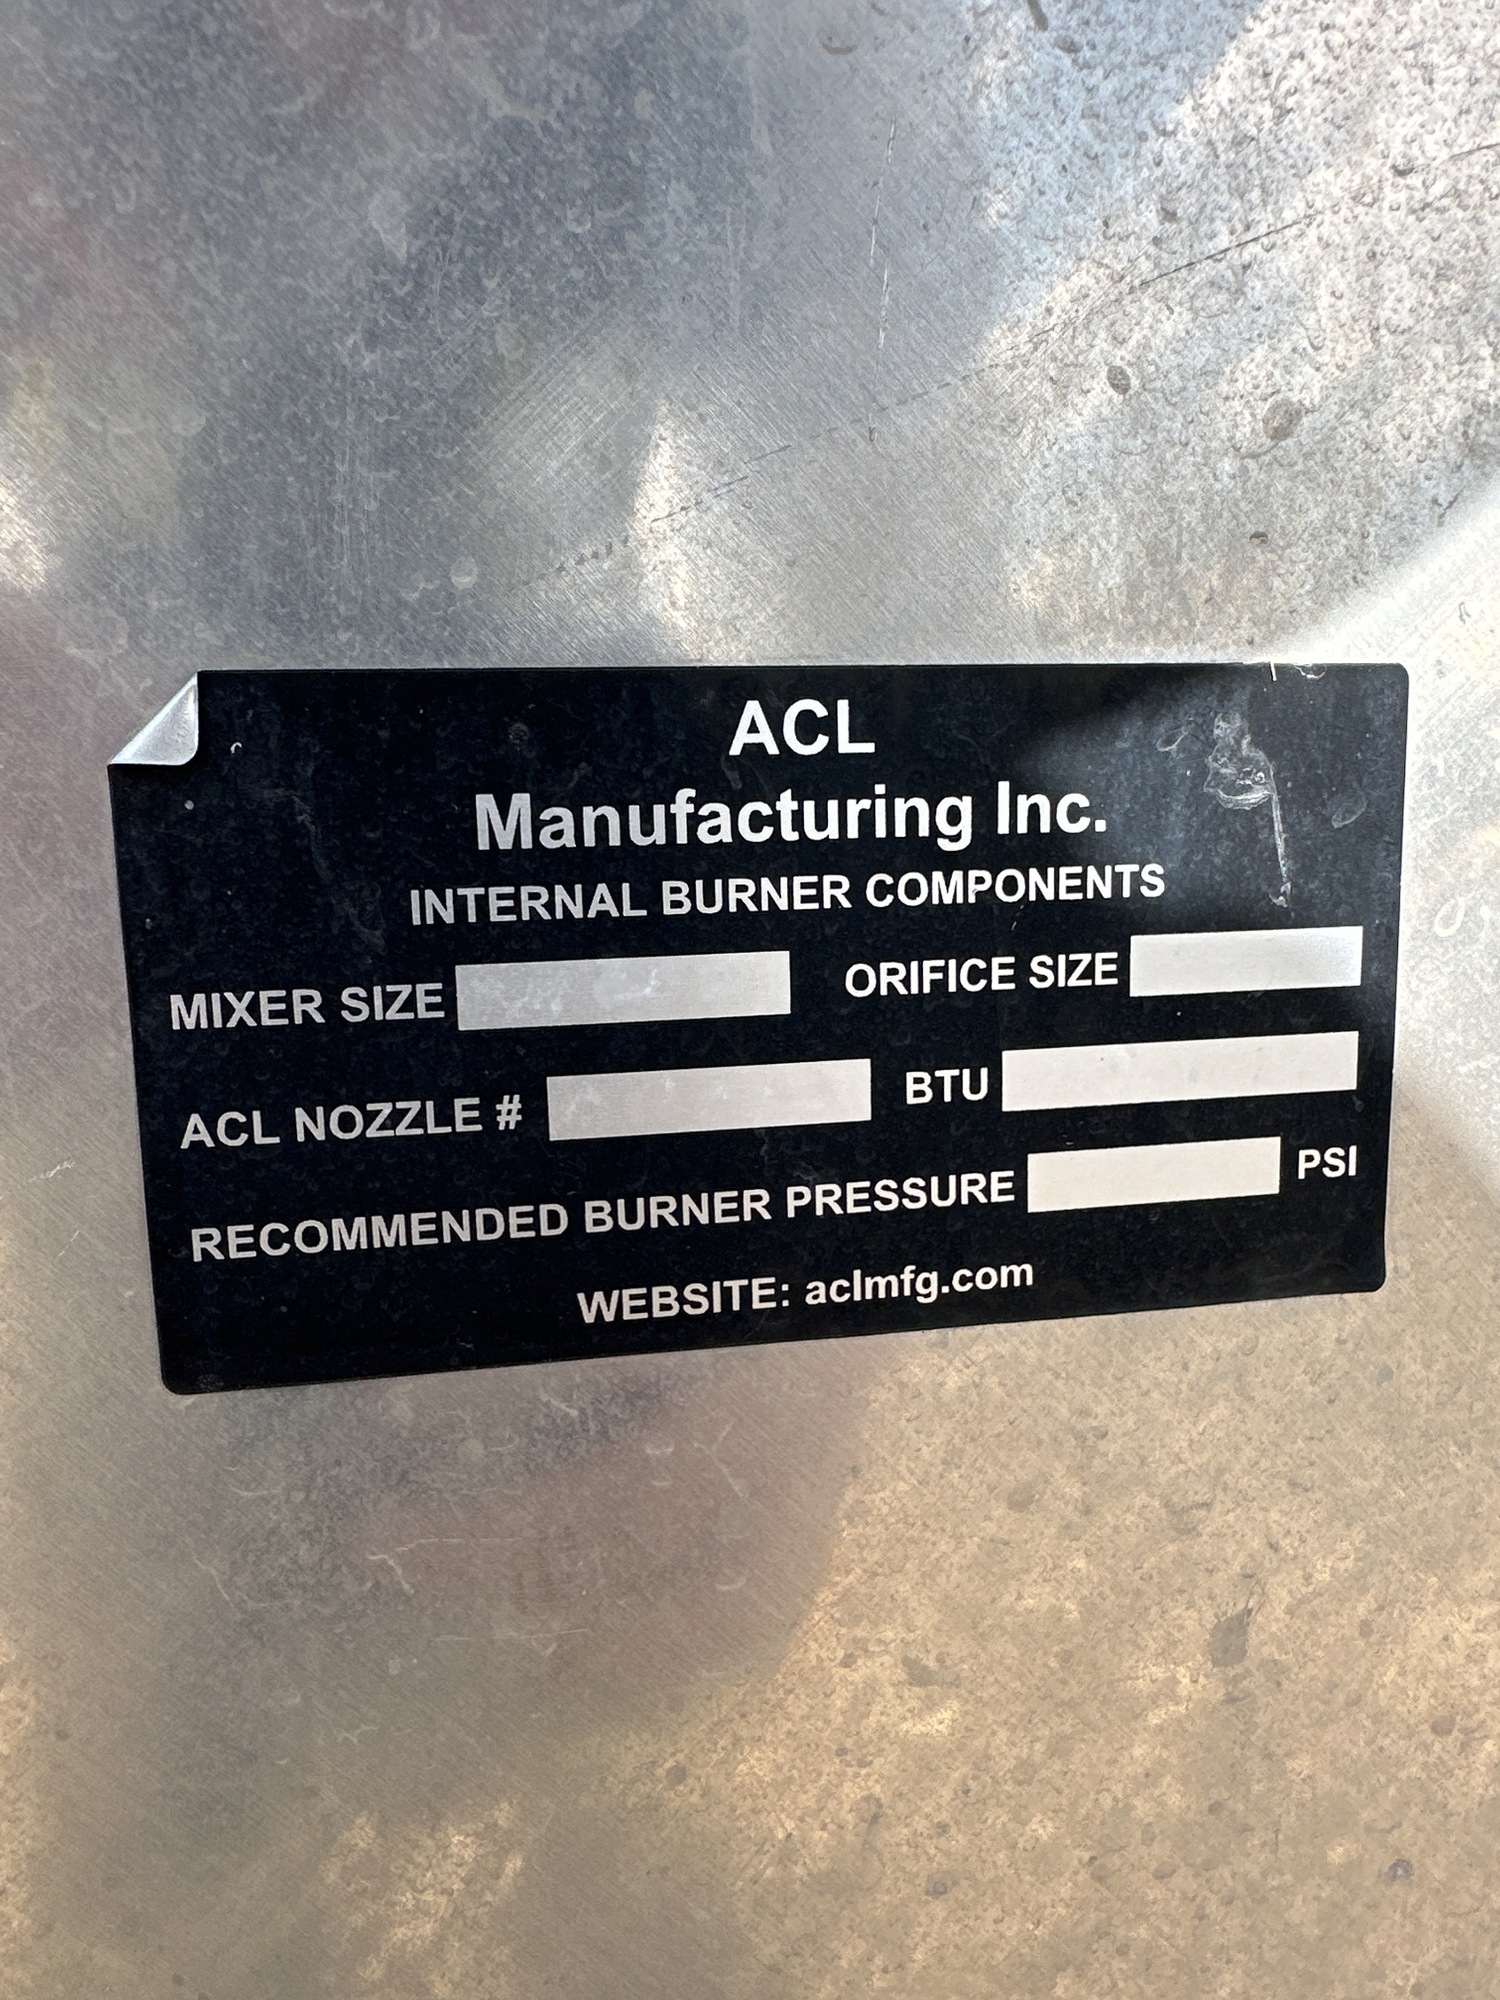 ACL
Manufacturing Inc.
INTERNAL BURNER COMPONENTS
MIXER SIZE ORIFICE SIZE
ACL NOZZLE # BTU
RECOMMENDED BURNER PRESSURE PSI
WEBSITE: aclmfg.com